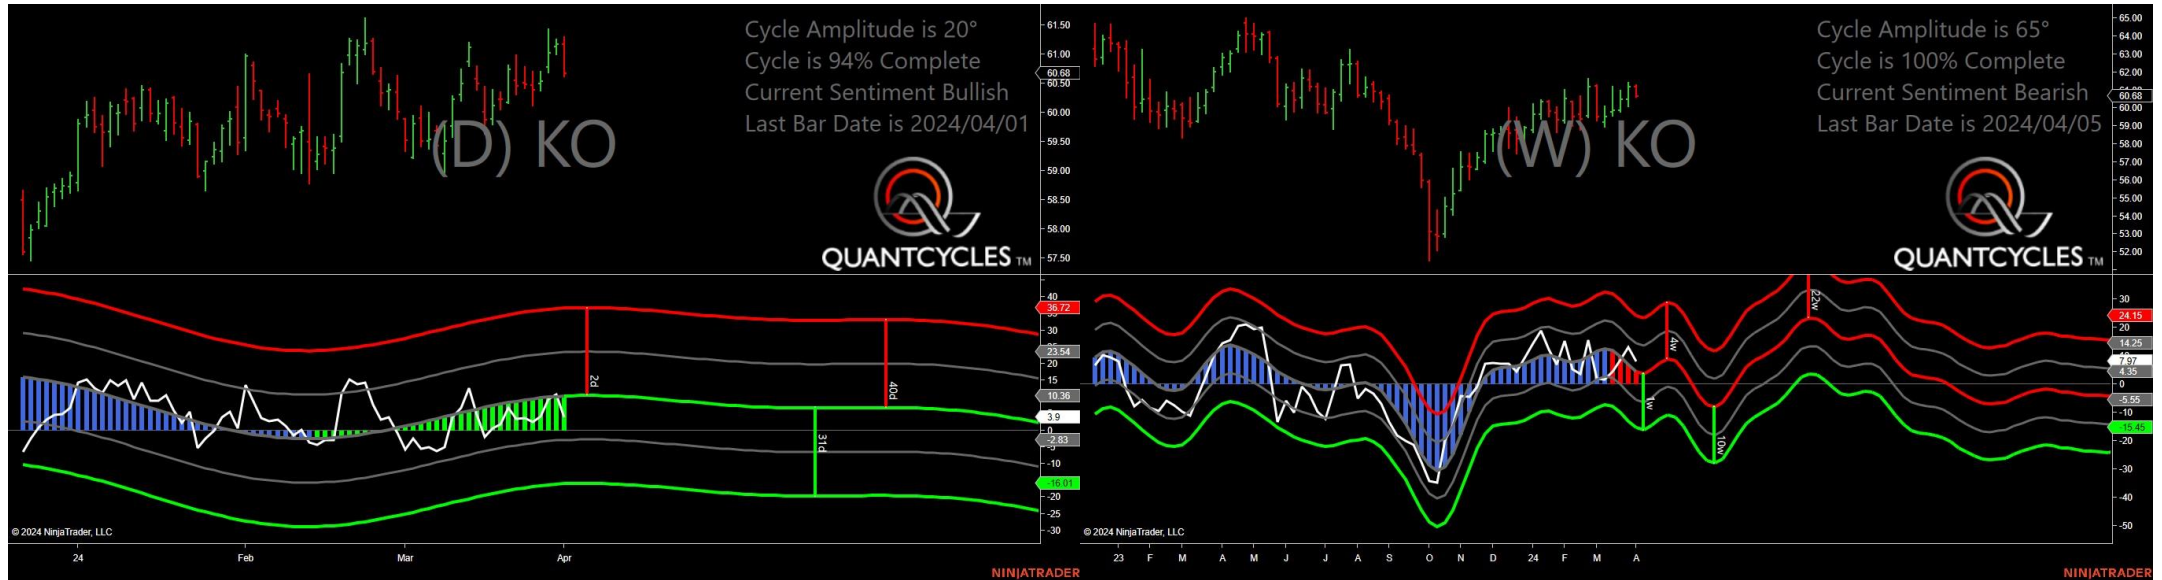 Cycle Amplitude is 20°
Cycle is 94% Complete
Current Sentiment Bullish
Last Bar Date is 2024/04/01
(D) KO
QUANTCYCLES TM
61.50
61.00
60.68
60.50
60.00
59.50
59.00
58.50
58.00
57.50
2d
40d
31d
40
36.72
30
23.54
20
15
10.36
3.9
0
-2.83
-5
-10
-16.01
-20
-25
-30
© 2024 NinjaTrader, LLC
24 Feb Mar Apr
NINJATRADER
Cycle Amplitude is 65°
Cycle is 100% Complete
Current Sentiment Bearish
Last Bar Date is 2024/04/05
(W) KO
QUANTCYCLES TM
65.00
64.00
63.00
62.00
60.68
60.00
59.00
58.00
57.00
56.00
55.00
54.00
53.00
52.00
22w
4w
1w
10w
30
24.15
20
14.25
7.97
4.35
0
-5.55
-10
-15.45
-20
-30
-40
-50
© 2024 NinjaTrader, LLC
23 F M A M J J A S O N D 24 F M A
NINJATRADER